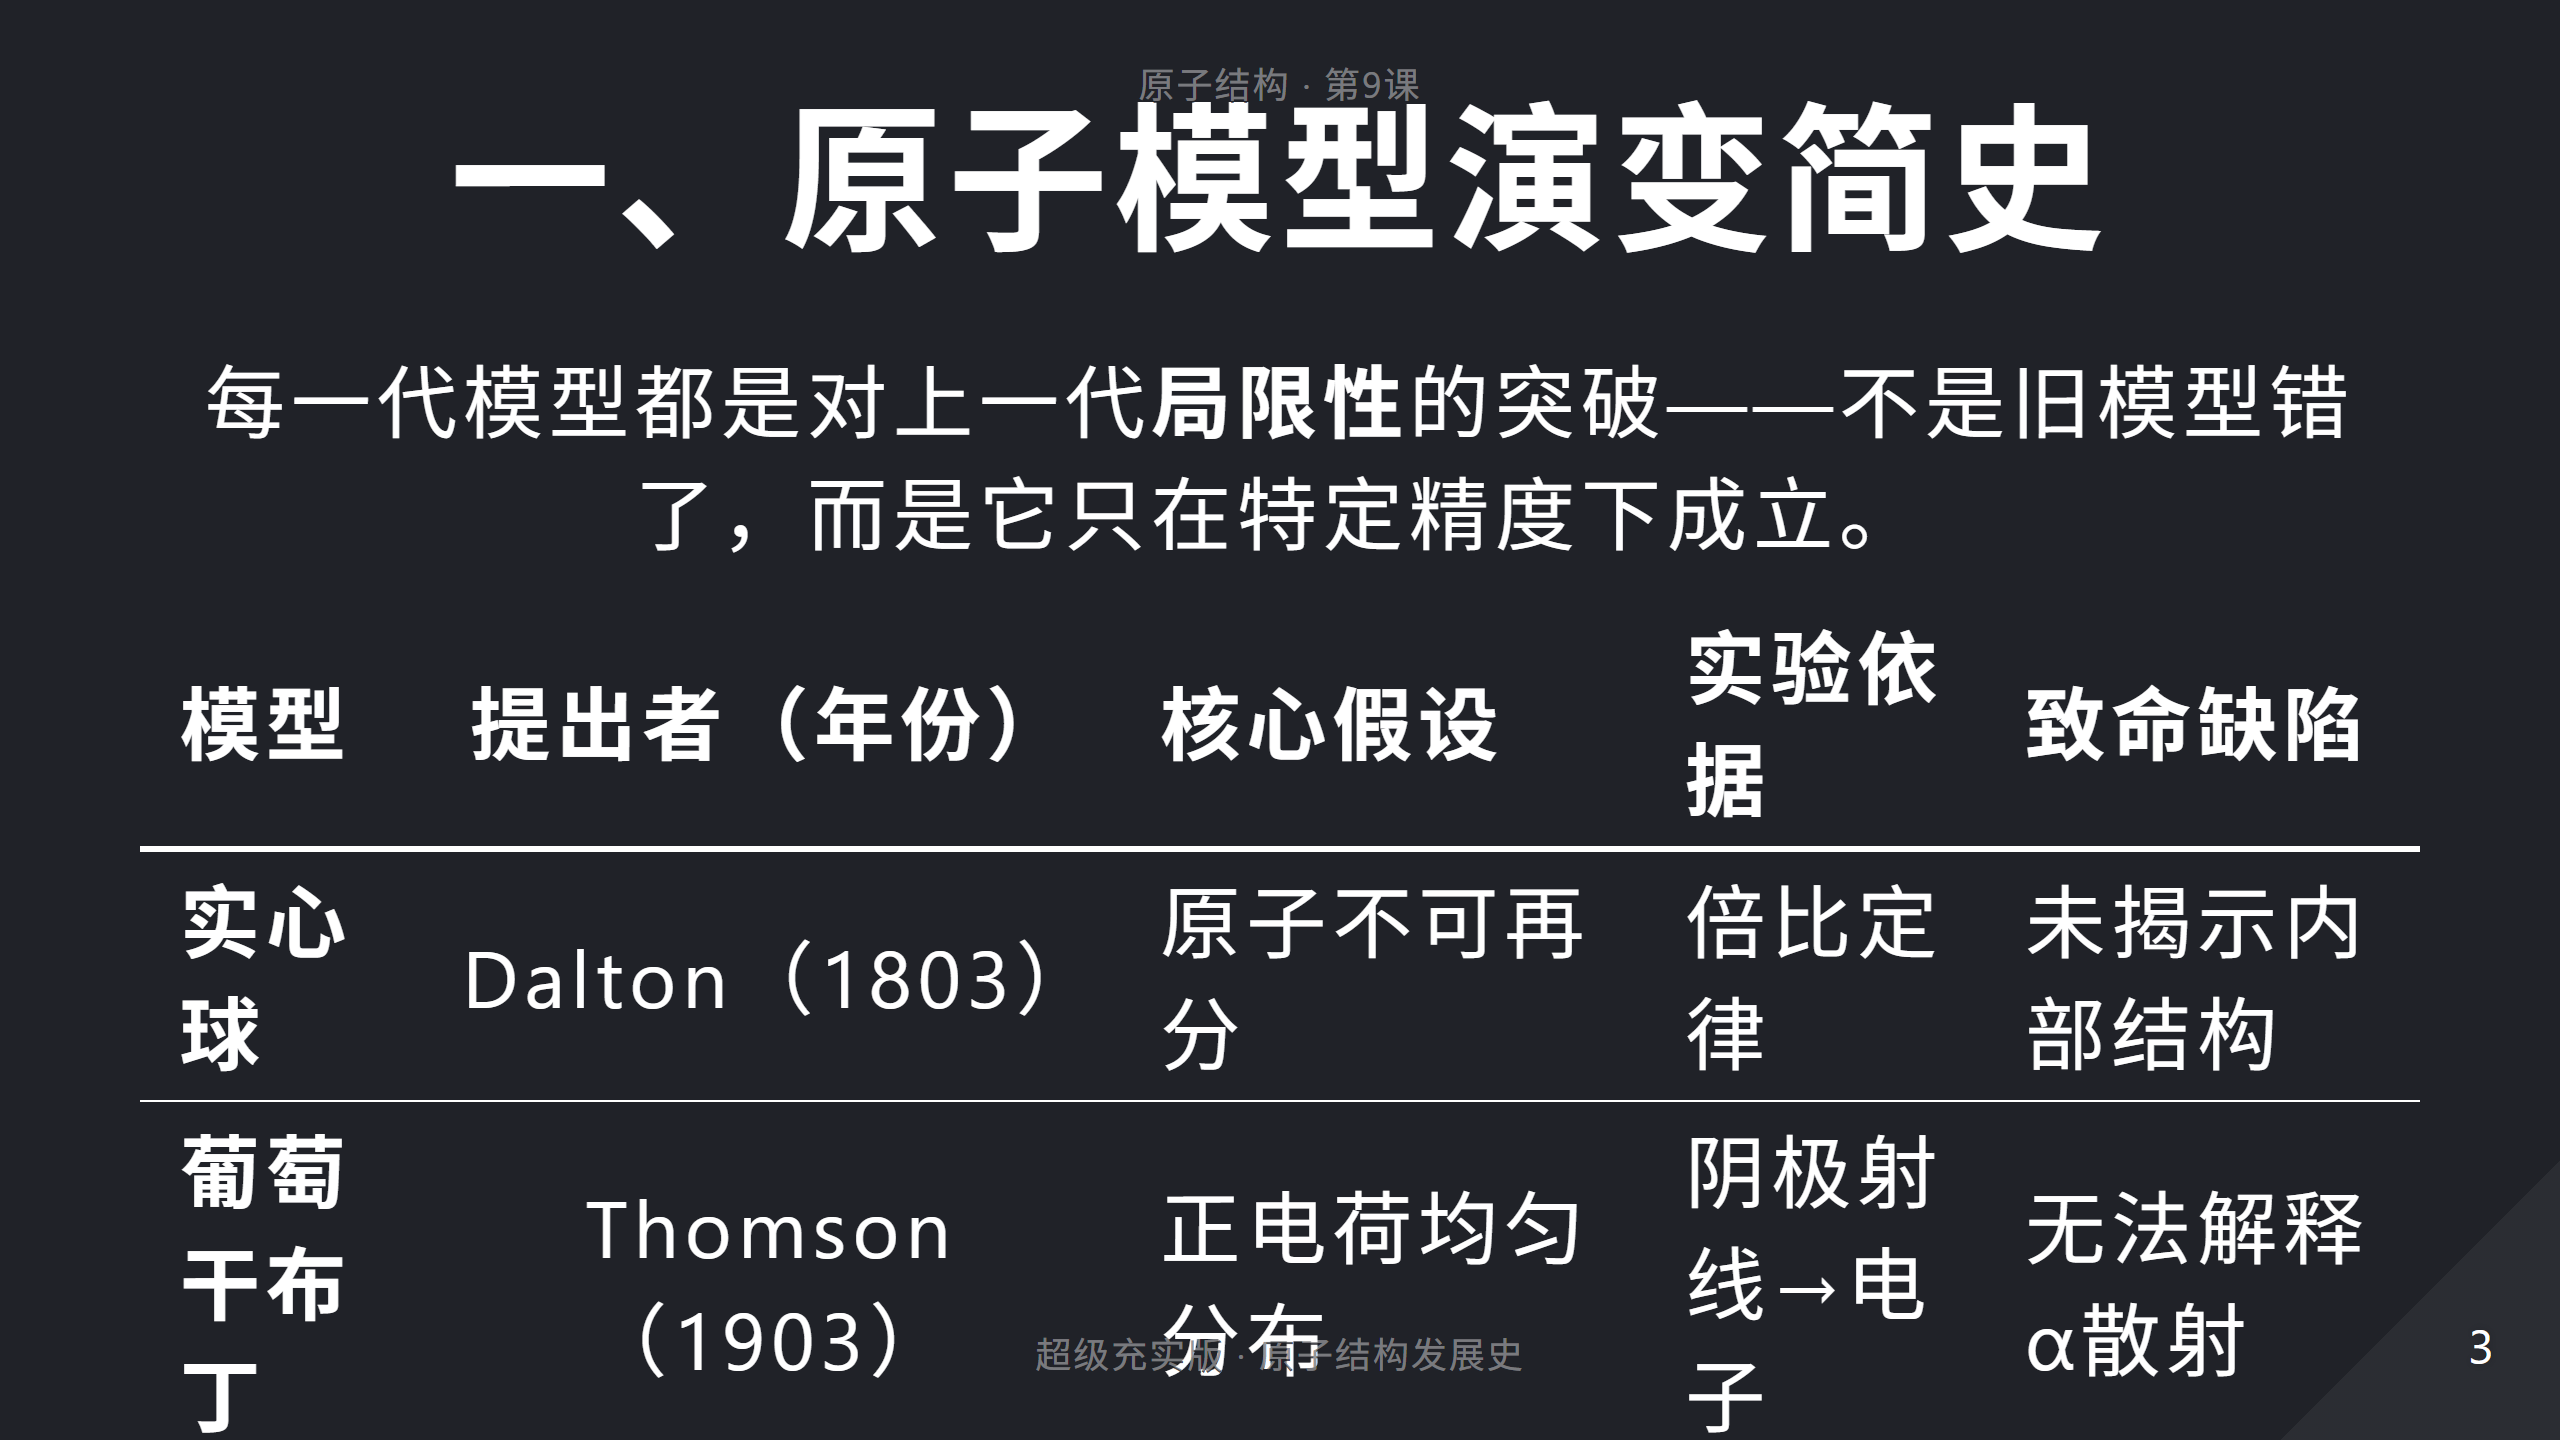 原子结构 · 第9课
一、原子模型演变简史
每一代模型都是对上一代局限性的突破——不是旧模型错
了，而是它只在特定精度下成立。
模型 提出者（年份） 核心假设 实验依据 致命缺陷
实心球 Dalton（1803） 原子不可再分 倍比定律 未揭示内部结构
葡萄干布丁 Thomson（1903） 正电荷均匀分布 阴极射线→电子 无法解释α散射
超级充实版 · 原子结构发展史
3